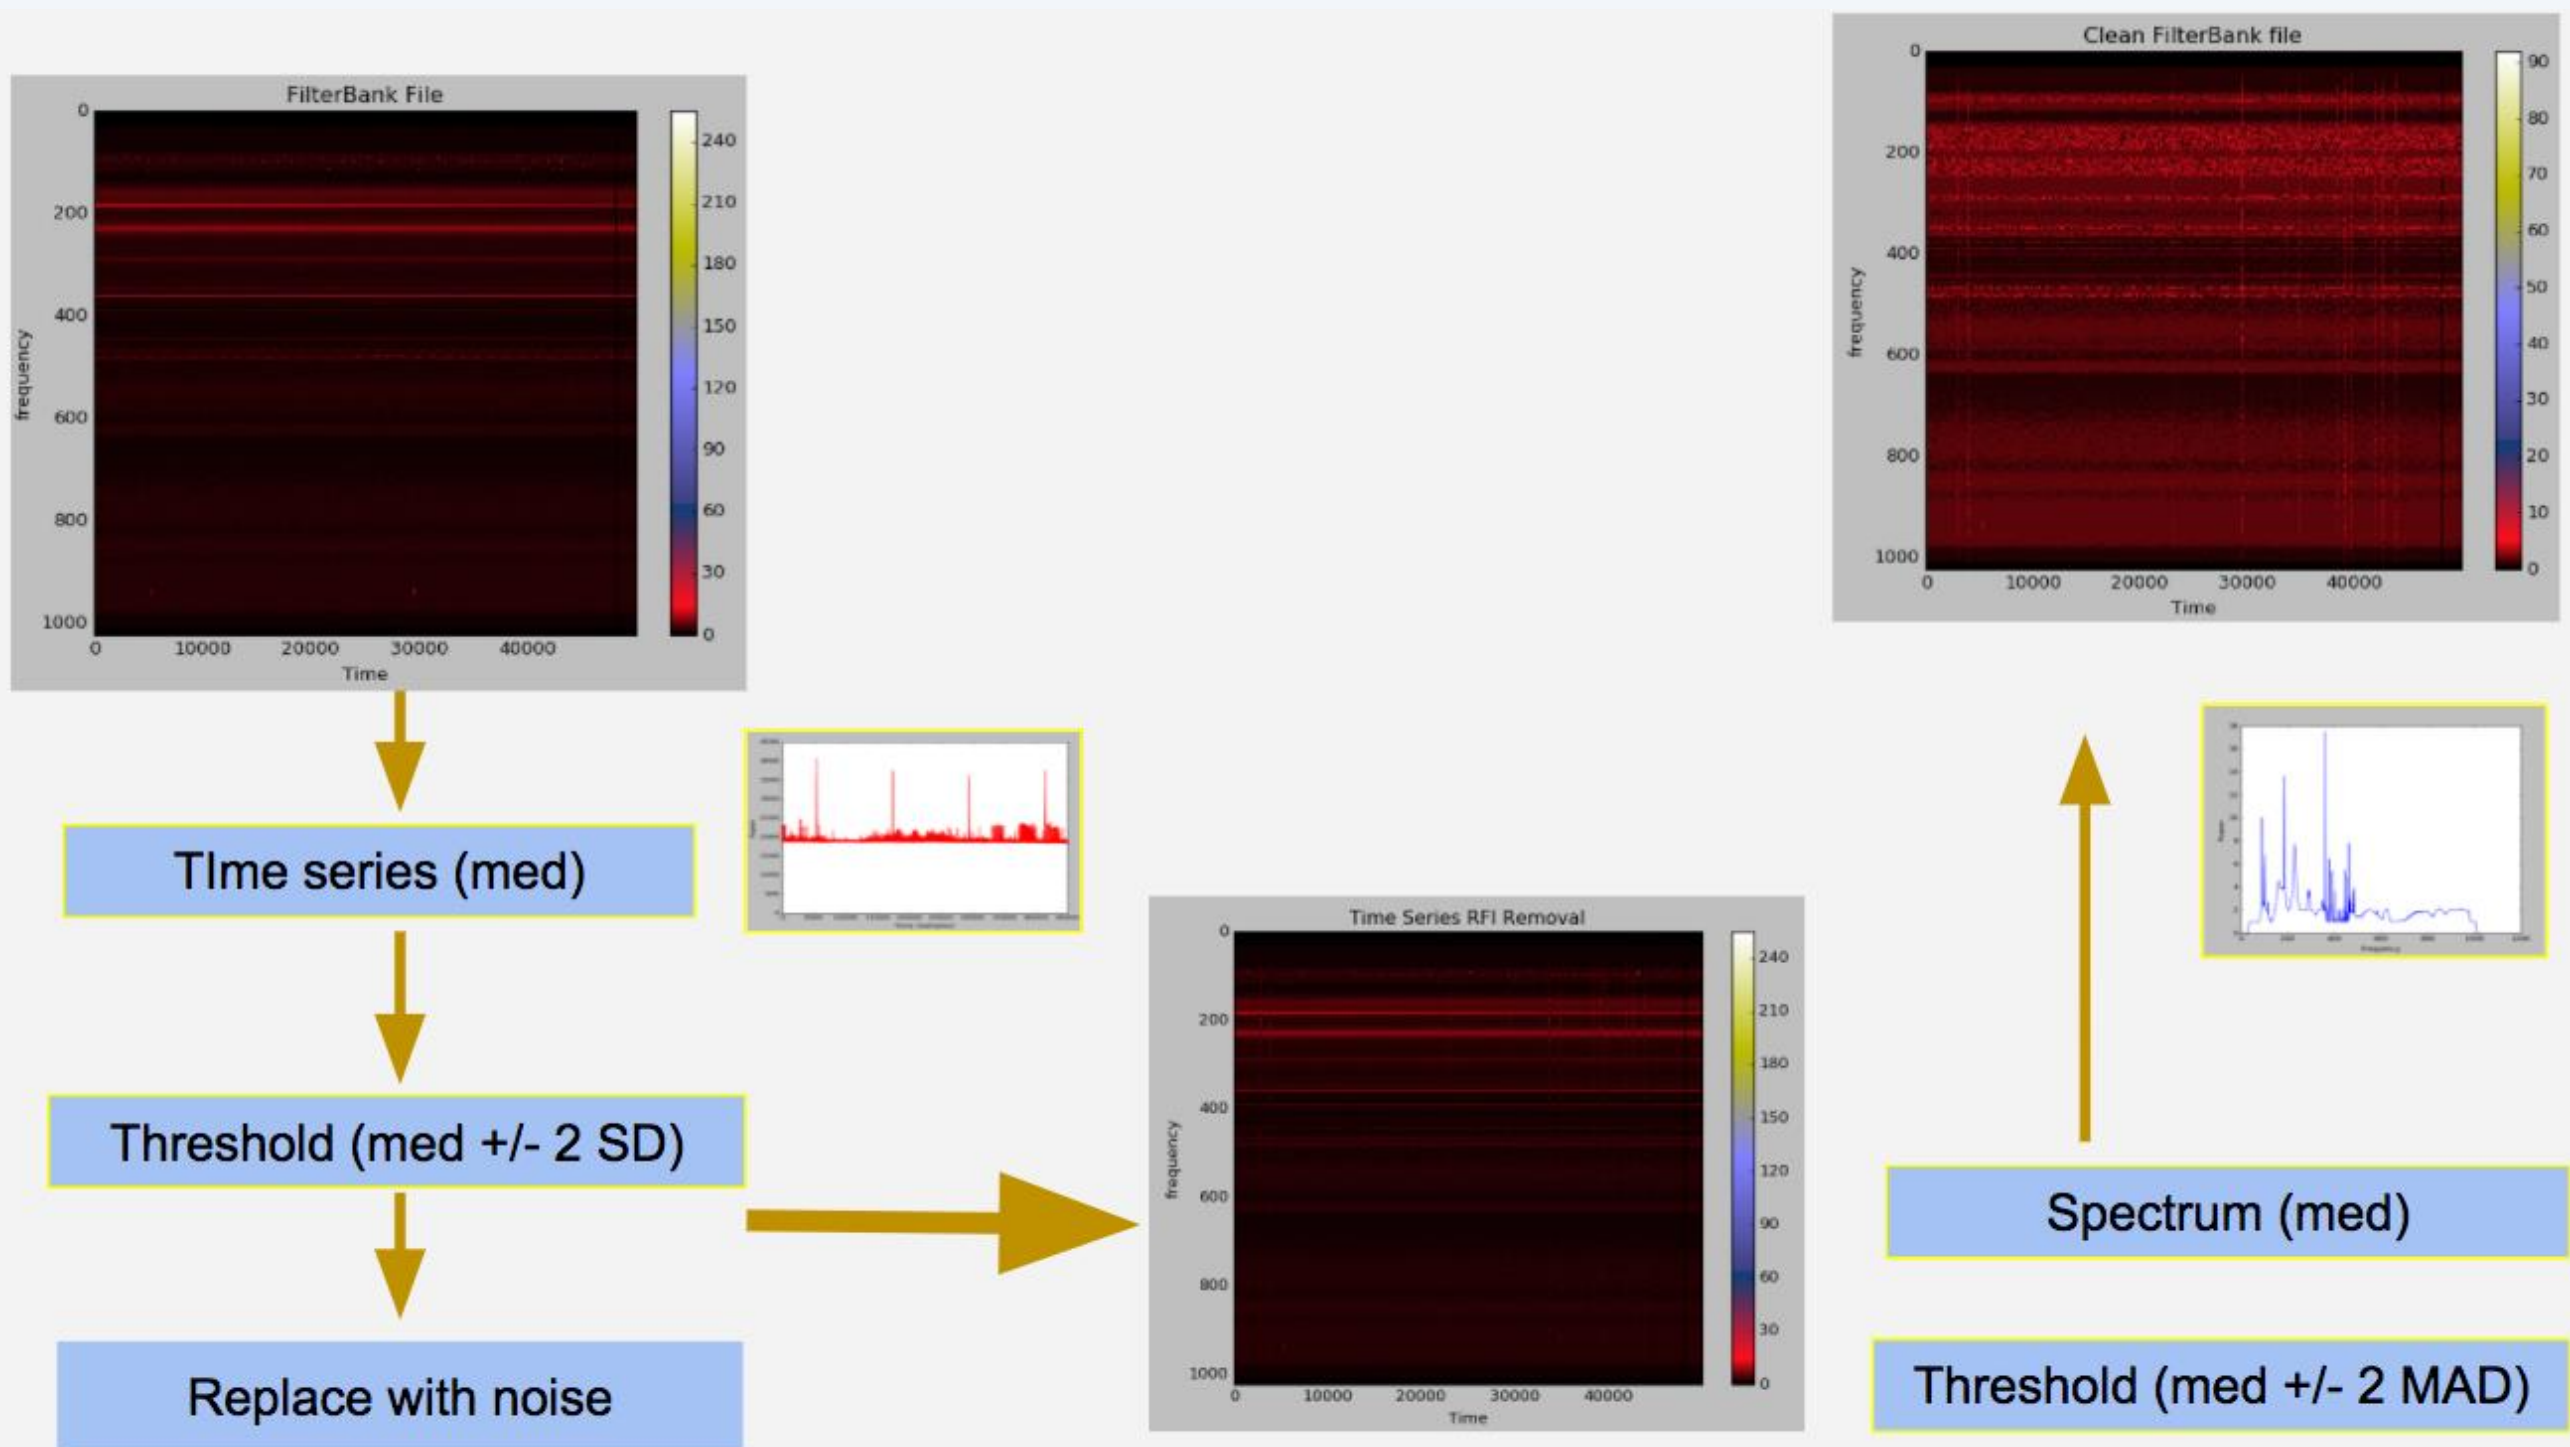 FilterBank File
0
200
400
600
800
1000
frequency
0 10000 20000 30000 40000
Time
240
210
180
150
120
90
60
30
0
TIme series (med)
Threshold (med +/- 2 SD)
Replace with noise
Time Series RFI Removal
0
200
400
600
800
1000
frequency
0 10000 20000 30000 40000
Time
240
210
180
150
120
90
60
30
0
Clean FilterBank file
0
200
400
600
800
1000
frequency
0 10000 20000 30000 40000
Time
90
80
70
60
50
40
30
20
10
0
Frequency
Spectrum (med)
Threshold (med +/- 2 MAD)